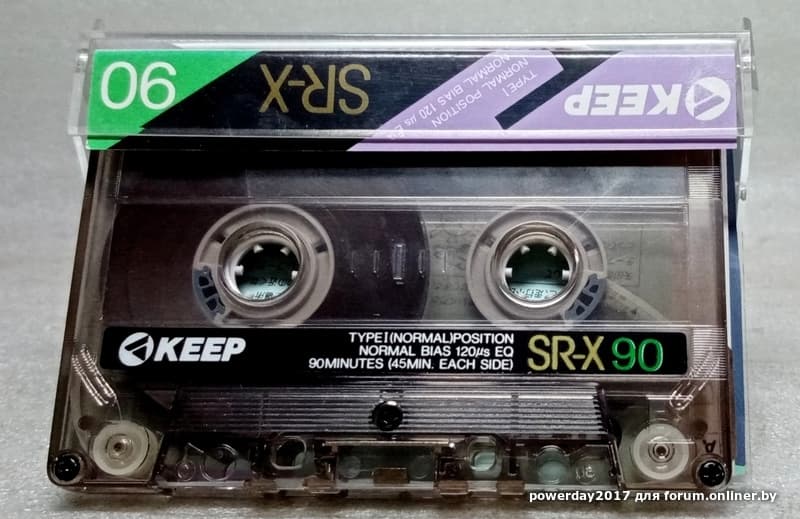 90
SR-X
TYPE I
NORMAL POSITION
NORMAL BIAS 120 µs EQ
KEEP
KEEP
TYPE I (NORMAL) POSITION
NORMAL BIAS 120µs EQ
90MINUTES (45MIN. EACH SIDE)
SR-X 90
A
powerday2017 для forum.onliner.by